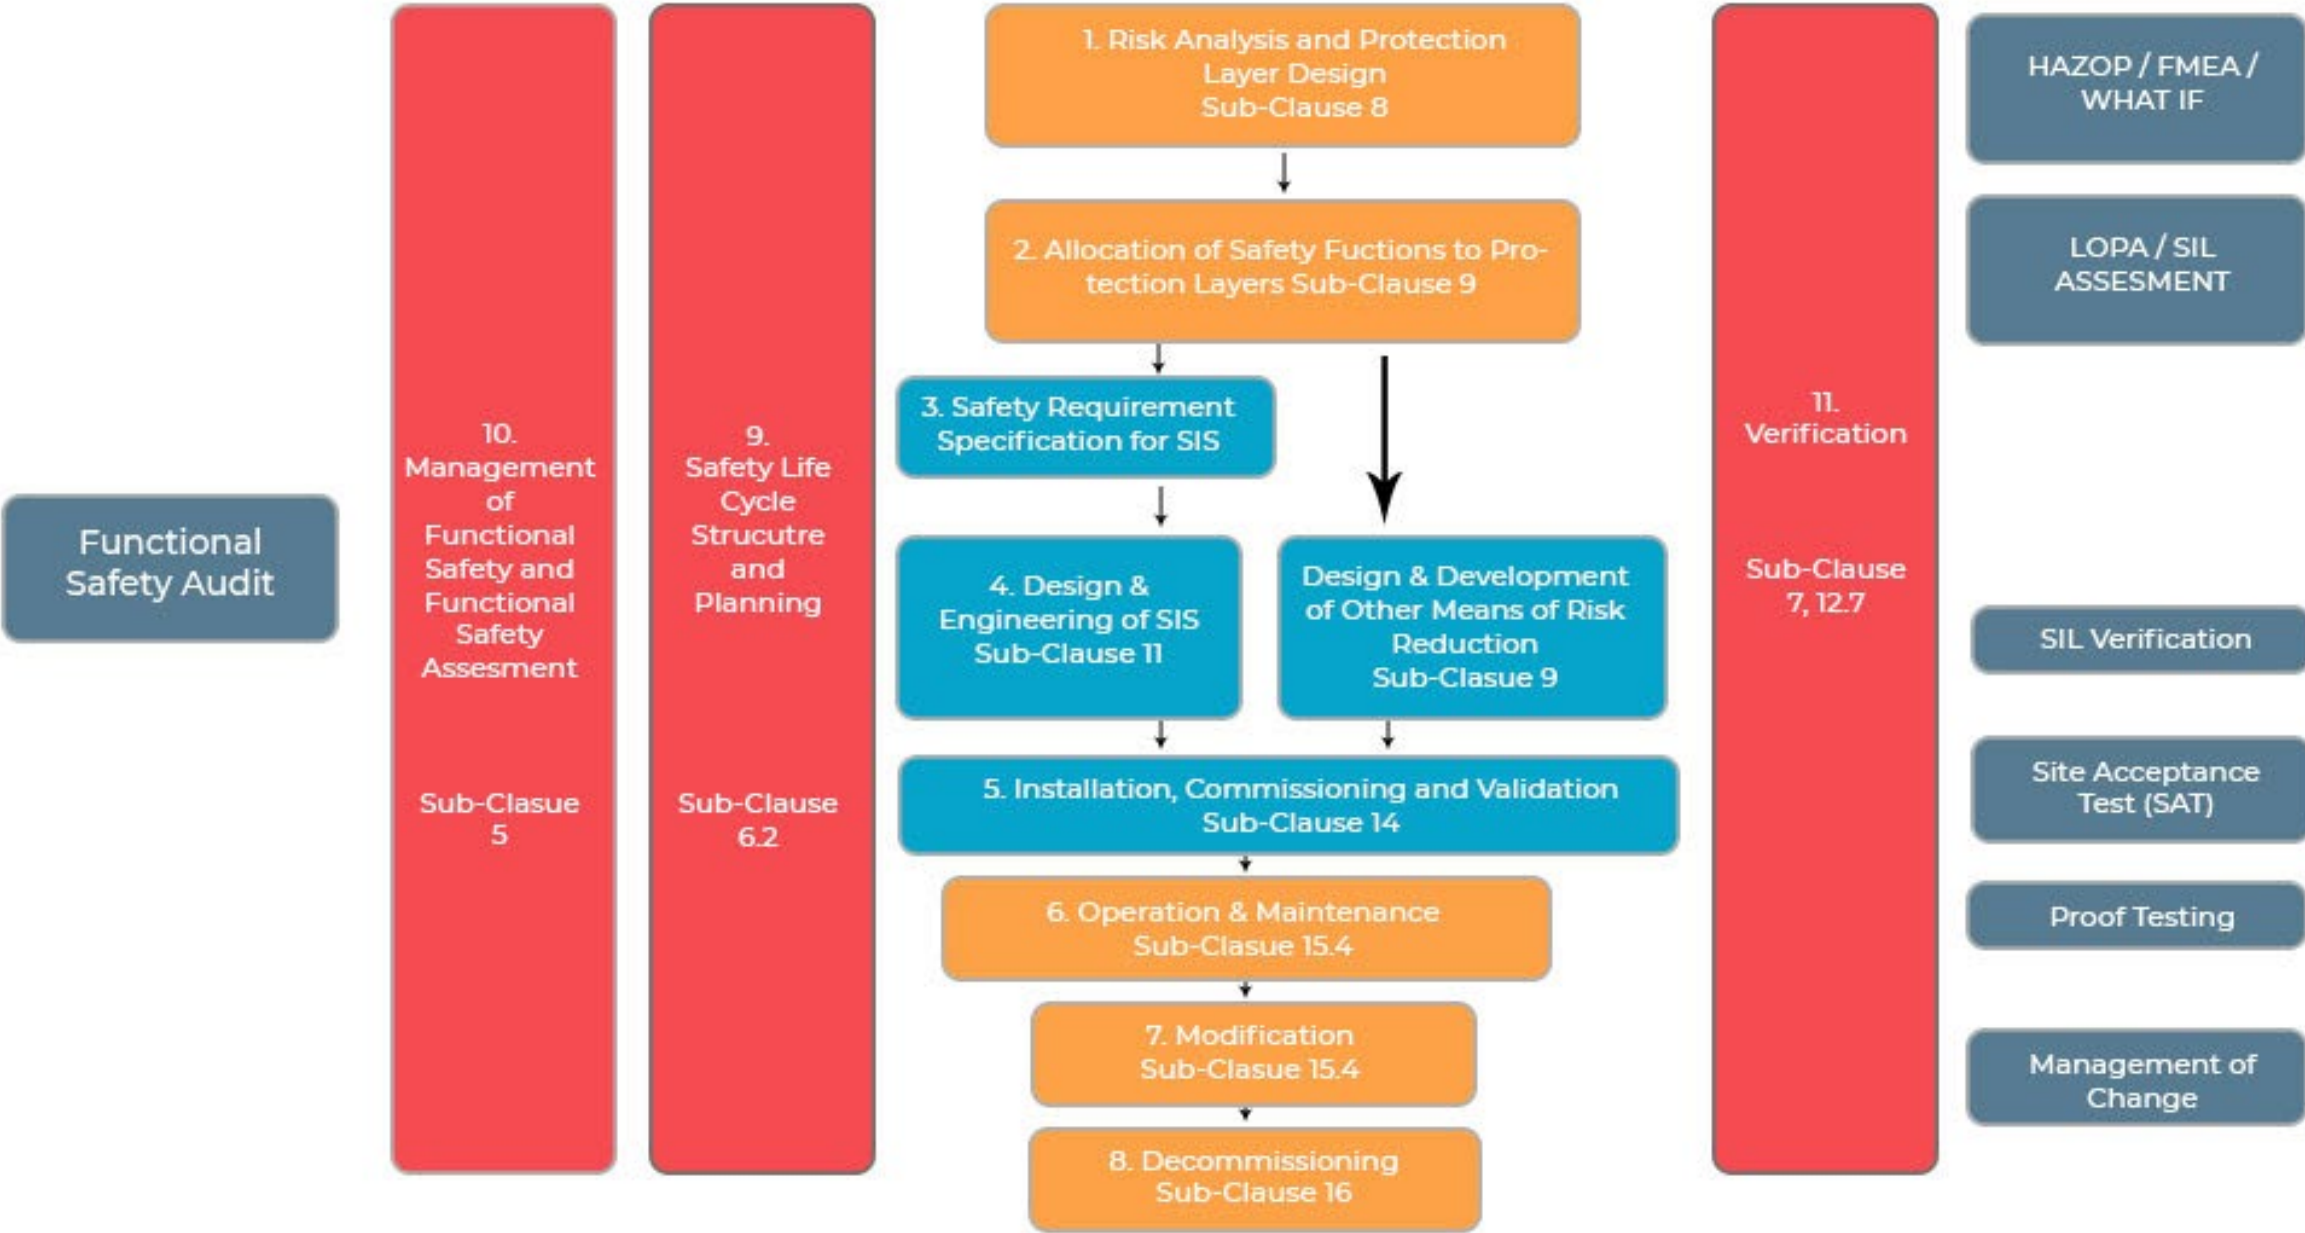 Functional
Safety Audit
10.
Management
of
Functional
Safety and
Functional
Safety
Assesment
Sub-Clasue
5
9.
Safety Life
Cycle
Strucutre
and
Planning
Sub-Clause
6.2
1. Risk Analysis and Protection
Layer Design
Sub-Clause 8
2. Allocation of Safety Fuctions to Pro-
tection Layers Sub-Clause 9
3. Safety Requirement
Specification for SIS
4. Design &
Engineering of SIS
Sub-Clause 11
Design & Development
of Other Means of Risk
Reduction
Sub-Clasue 9
5. Installation, Commissioning and Validation
Sub-Clause 14
6. Operation & Maintenance
Sub-Clasue 15.4
7. Modification
Sub-Clasue 15.4
8. Decommissioning
Sub-Clause 16
11.
Verification
Sub-Clause
7, 12.7
HAZOP / FMEA /
WHAT IF
LOPA / SIL
ASSESMENT
SIL Verification
Site Acceptance
Test (SAT)
Proof Testing
Management of
Change